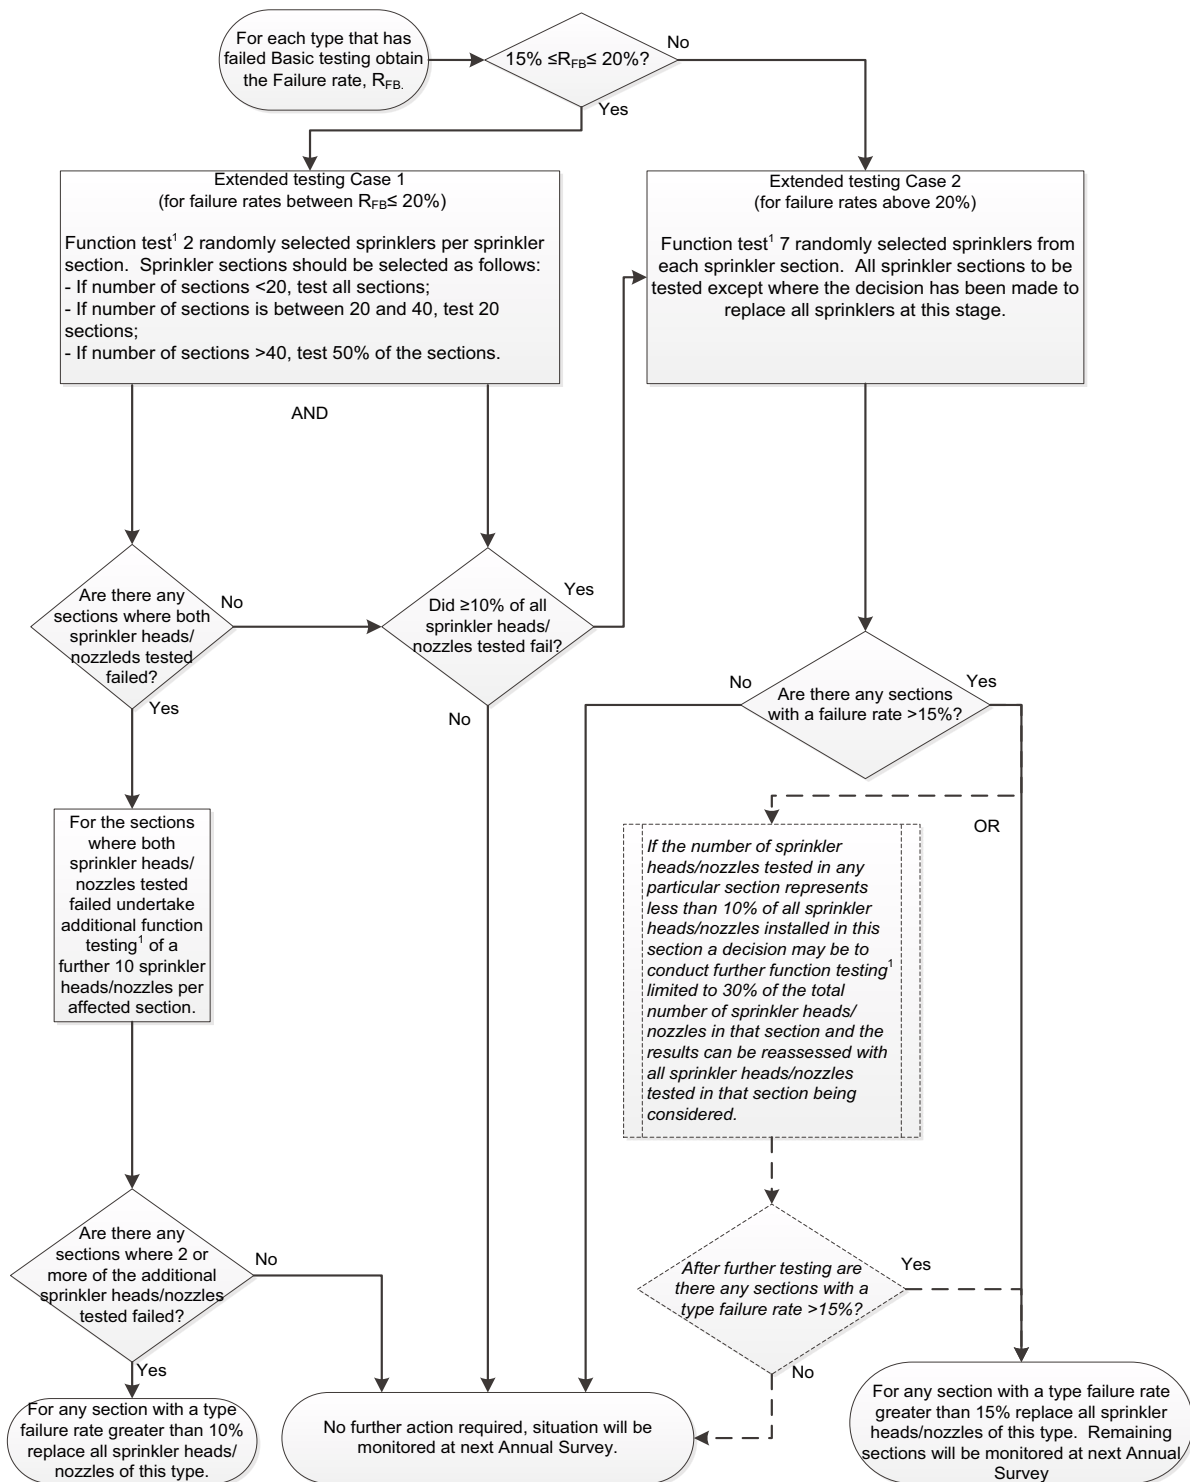 For each type that has
failed Basic testing obtain
the Failure rate, RFB.
15% ≤RFB≤ 20%?
No
Yes
Extended testing Case 1
(for failure rates between RFB≤ 20%)
Function test¹ 2 randomly selected sprinklers per sprinkler
section. Sprinkler sections should be selected as follows:
- If number of sections <20, test all sections;
- If number of sections is between 20 and 40, test 20
sections;
- If number of sections >40, test 50% of the sections.
Extended testing Case 2
(for failure rates above 20%)
Function test¹ 7 randomly selected sprinklers from
each sprinkler section. All sprinkler sections to be
tested except where the decision has been made to
replace all sprinklers at this stage.
AND
Are there any
sections where both
sprinkler heads/
nozzleds tested
failed?
No
Yes
Did ≥10% of all
sprinkler heads/
nozzles tested fail?
Yes
No
Are there any sections
with a failure rate >15%?
No
Yes
For the sections
where both
sprinkler heads/
nozzles tested
failed undertake
additional function
testing¹ of a
further 10 sprinkler
heads/nozzles per
affected section.
OR
If the number of sprinkler
heads/nozzles tested in any
particular section represents
less than 10% of all sprinkler
heads/nozzles installed in this
section a decision may be to
conduct further function testing¹
limited to 30% of the total
number of sprinkler heads/
nozzles in that section and the
results can be reassessed with
all sprinkler heads/nozzles
tested in that section being
considered.
Are there any
sections where 2 or
more of the additional
sprinkler heads/nozzles
tested failed?
No
Yes
After further testing are
there any sections with a
type failure rate >15%?
Yes
No
For any section with a type
failure rate greater than 10%
replace all sprinkler heads/
nozzles of this type.
No further action required, situation will be
monitored at next Annual Survey.
For any section with a type failure rate
greater than 15% replace all sprinkler
heads/nozzles of this type. Remaining
sections will be monitored at next Annual
Survey